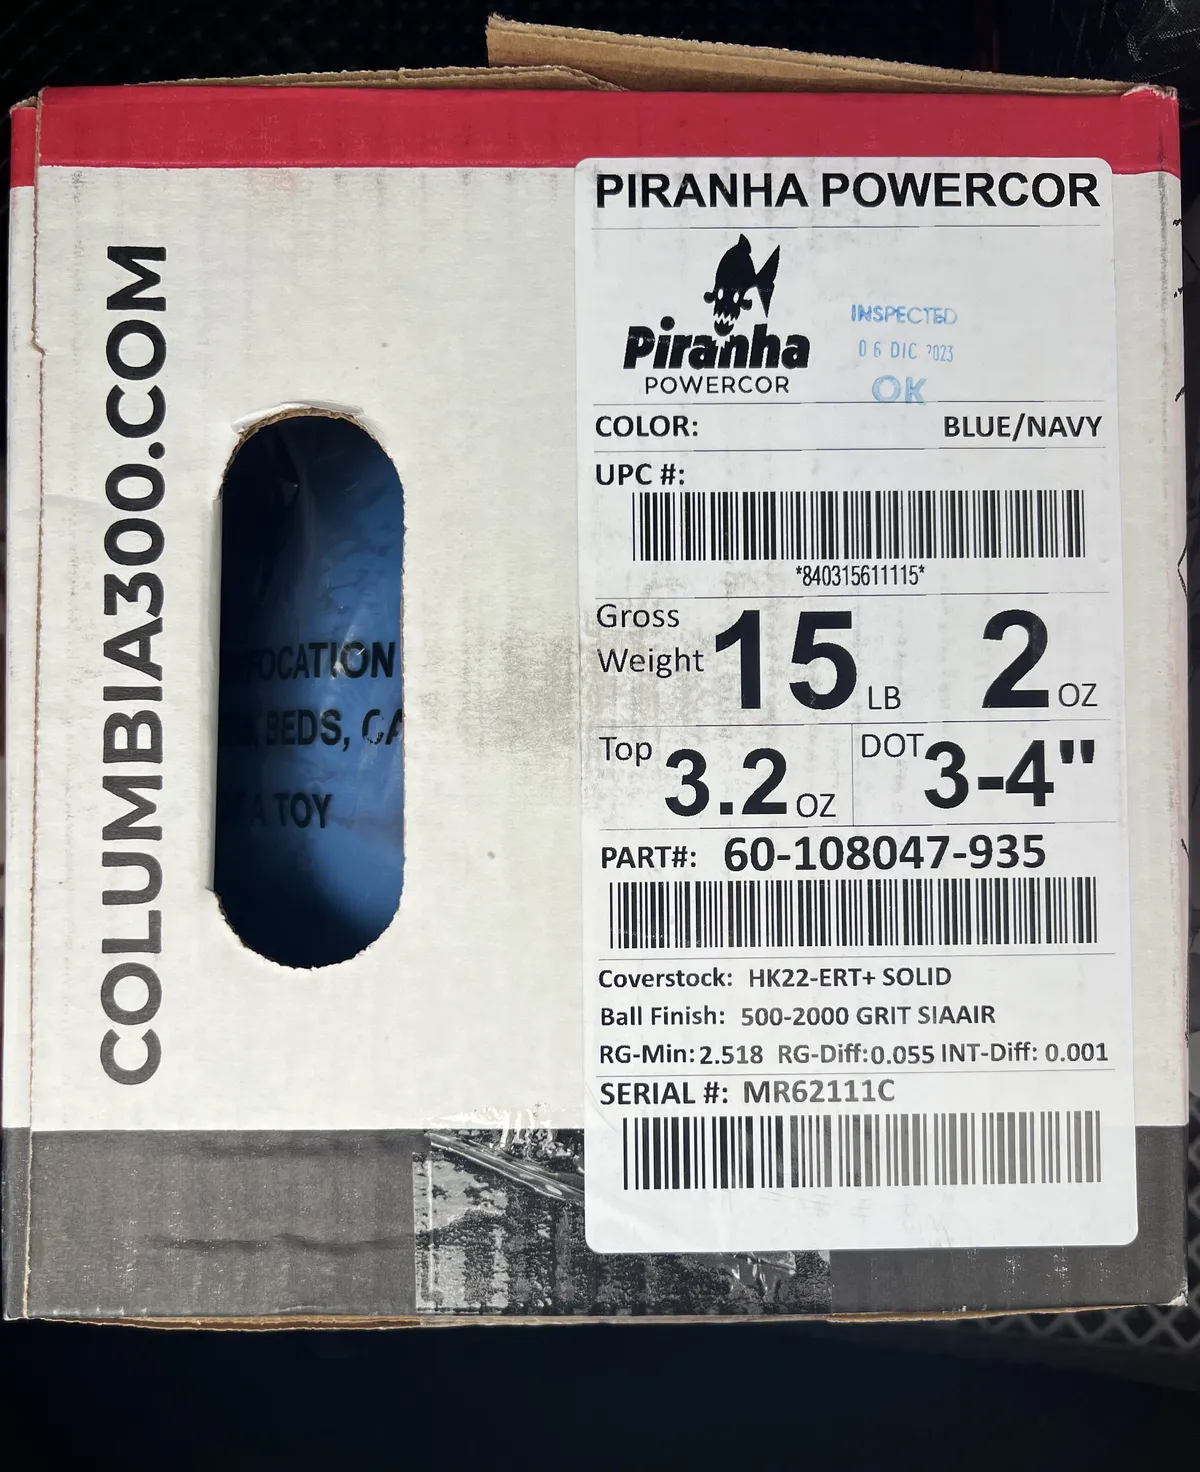 COLUMBIA300.COM
FOCATION
BEDS, CA
A TOY
PIRANHA POWERCOR
Piranha
POWERCOR
INSPECTED
06 DIC 2023
OK
COLOR: BLUE/NAVY
UPC #:
*840315611115*
Gross Weight 15 LB 2 OZ
Top 3.2 OZ DOT 3-4"
PART#: 60-108047-935
Coverstock: HK22-ERT+ SOLID
Ball Finish: 500-2000 GRIT SIAAIR
RG-Min: 2.518 RG-Diff: 0.055 INT-Diff: 0.001
SERIAL #: MR62111C